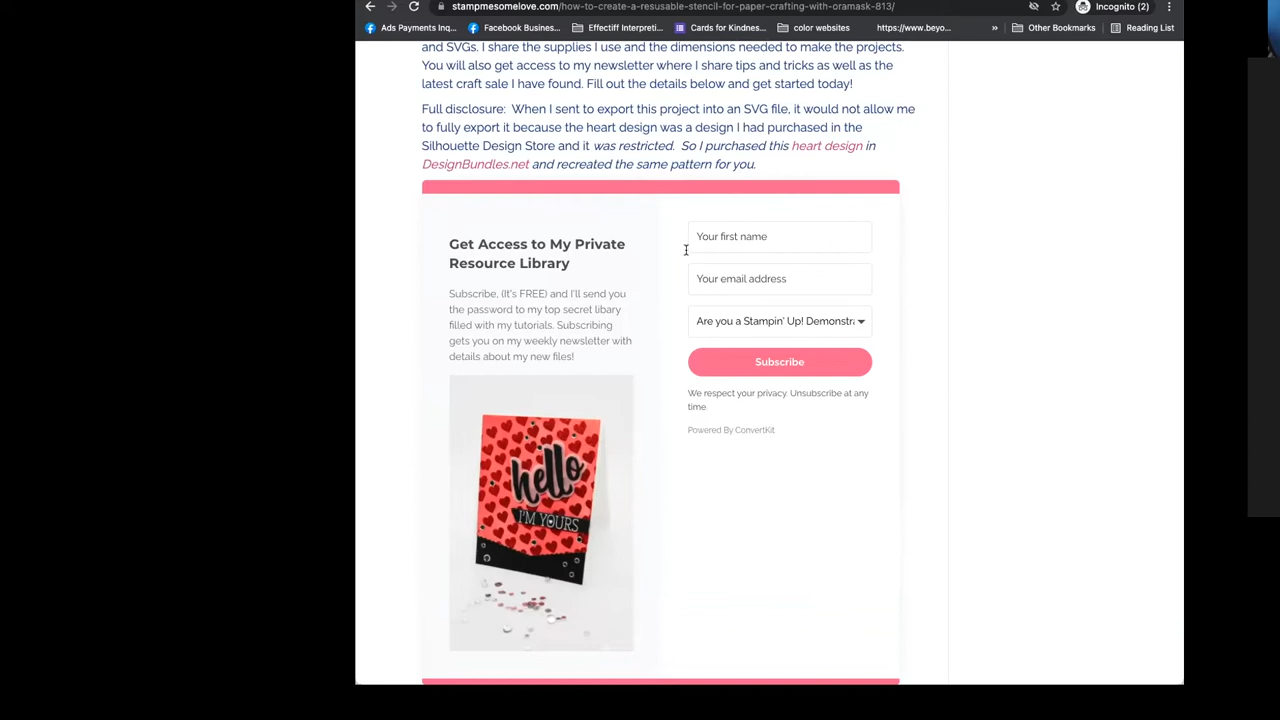 stampmesomelove.com/how-to-create-a-resusable-stencil-for-paper-crafting-with-oramask-813/
Incognito (2)
Ads Payments Inq... Facebook Business... Effectiff Interpreti... Cards for Kindness... color websites https://www.beyo... » Other Bookmarks Reading List
and SVGs. I share the supplies I use and the dimensions needed to make the projects.
You will also get access to my newsletter where I share tips and tricks as well as the
latest craft sale I have found. Fill out the details below and get started today!
Full disclosure: When I sent to export this project into an SVG file, it would not allow me
to fully export it because the heart design was a design I had purchased in the
Silhouette Design Store and it was restricted. So I purchased this heart design in
DesignBundles.net and recreated the same pattern for you.
Get Access to My Private
Resource Library
Subscribe, (It's FREE) and I'll send you
the password to my top secret libary
filled with my tutorials. Subscribing
gets you on my weekly newsletter with
details about my new files!
hello
I'M YOURS
Your first name
Your email address
Are you a Stampin' Up! Demonstra
Subscribe
We respect your privacy. Unsubscribe at any
time
Powered By ConvertKit